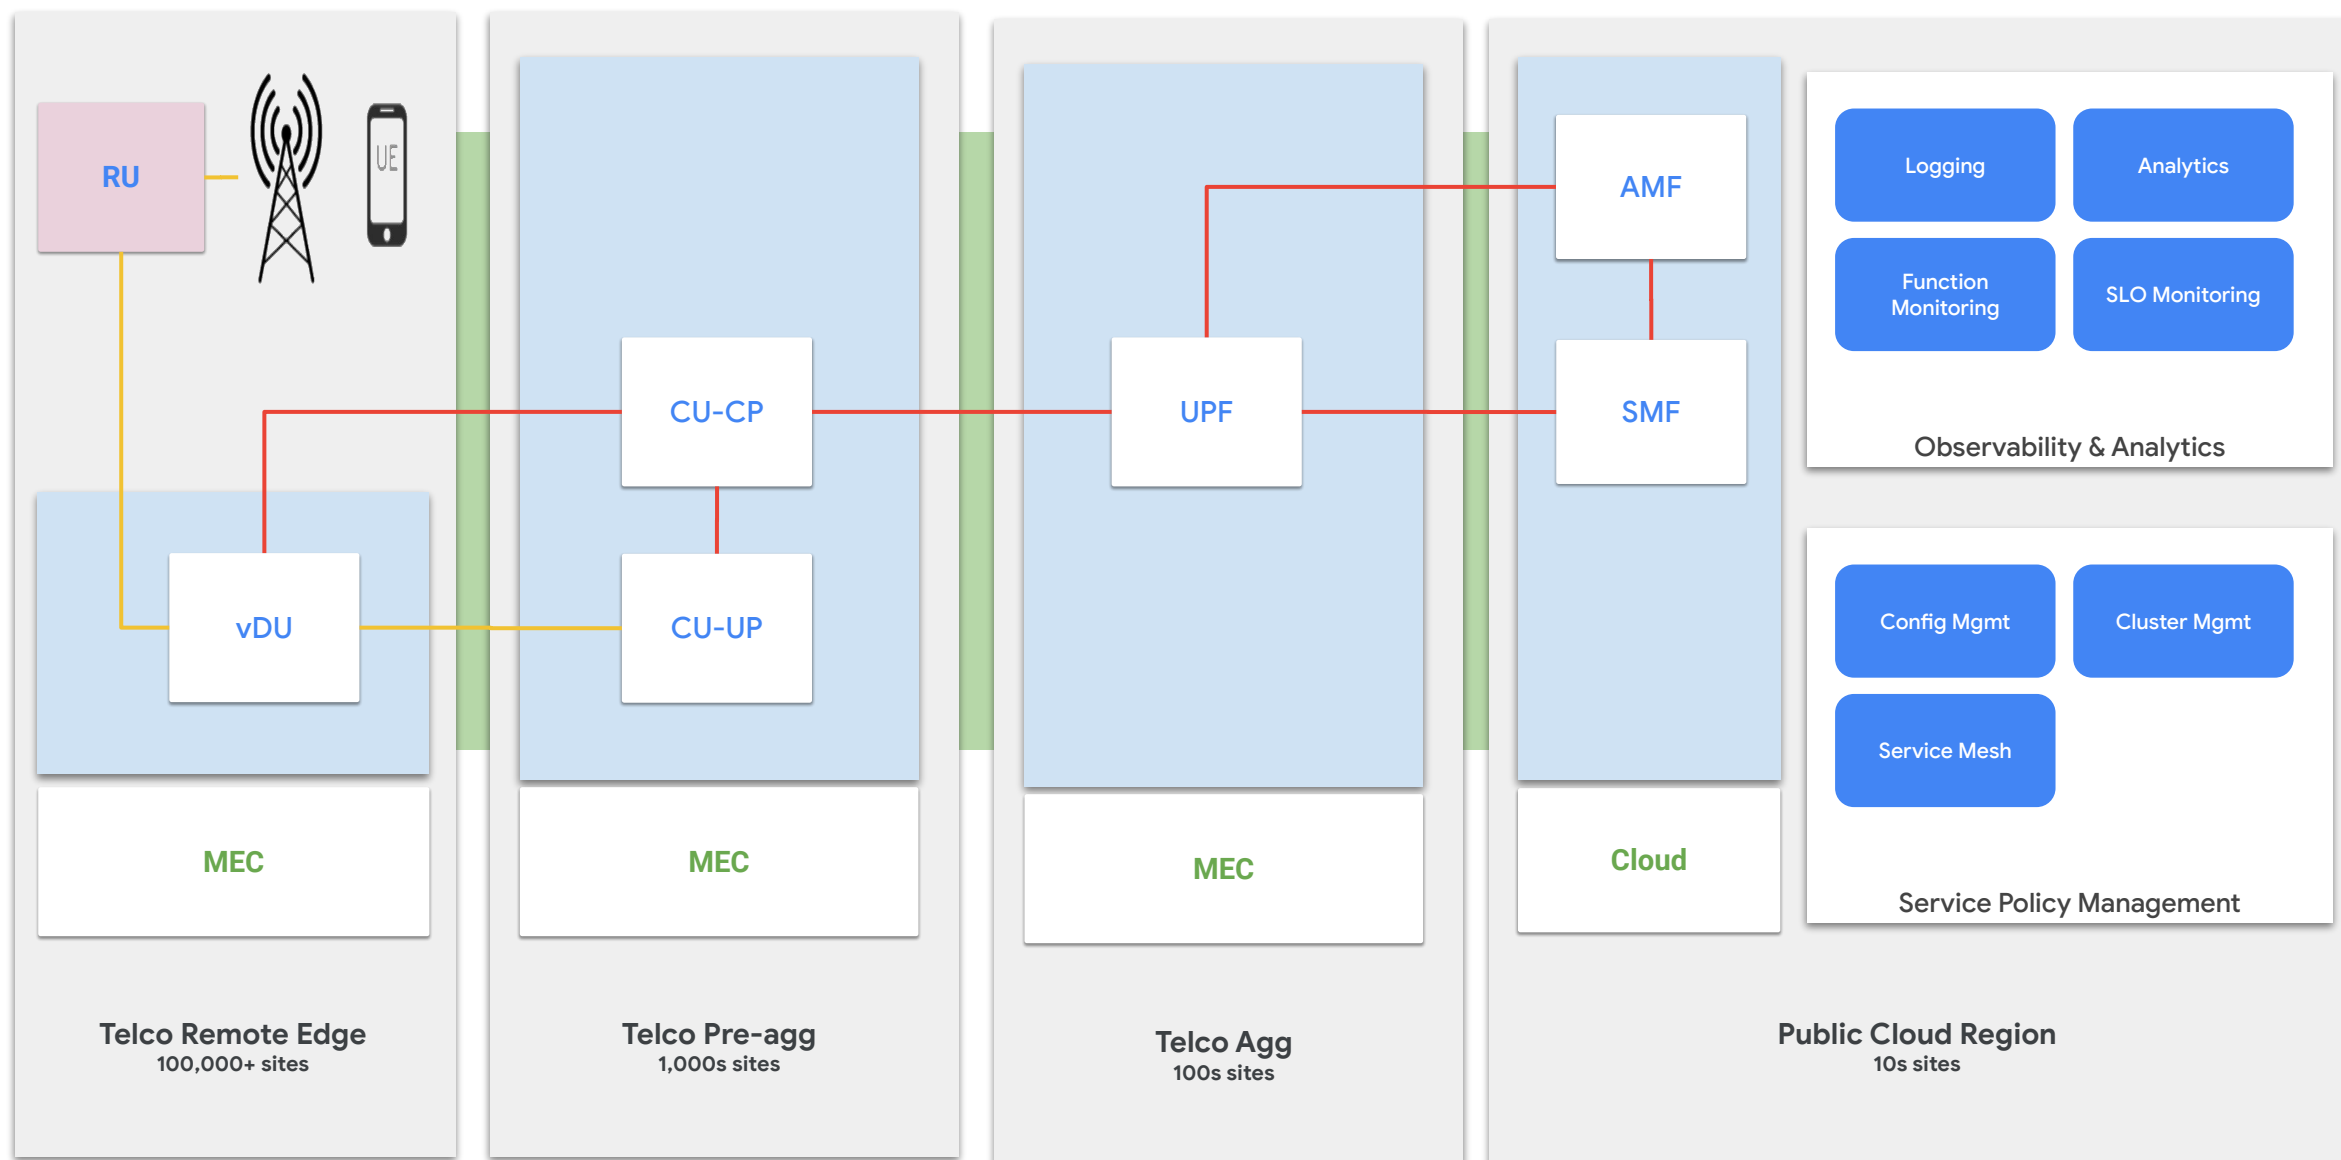 RU
UE
vDU
MEC
Telco Remote Edge
100,000+ sites
CU-CP
CU-UP
MEC
Telco Pre-agg
1,000s sites
UPF
MEC
Telco Agg
100s sites
AMF
SMF
Cloud
Logging
Analytics
Function
Monitoring
SLO Monitoring
Observability & Analytics
Config Mgmt
Cluster Mgmt
Service Mesh
Service Policy Management
Public Cloud Region
10s sites